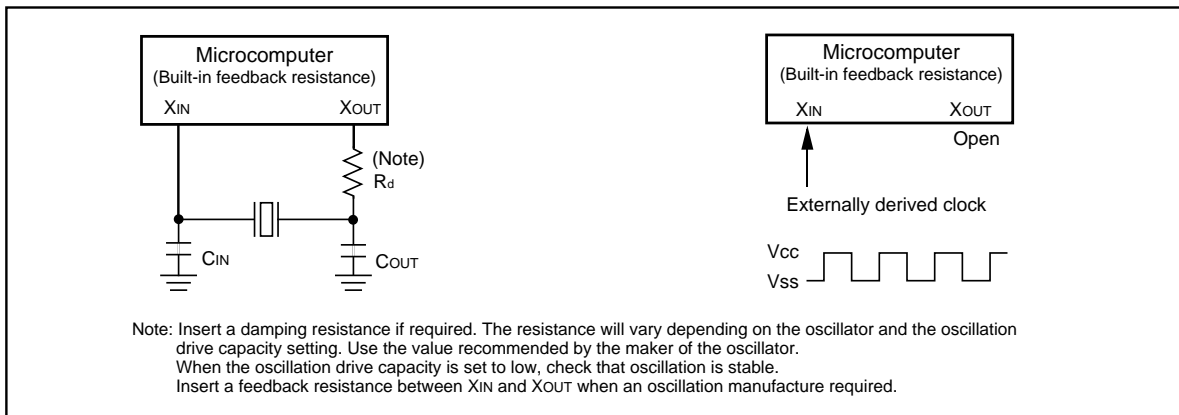 Microcomputer
(Built-in feedback resistance)
XIN XOUT
(Note)
Rd
CIN
COUT
Microcomputer
(Built-in feedback resistance)
XIN XOUT
Open
Externally derived clock
Vcc
Vss
Note: Insert a damping resistance if required. The resistance will vary depending on the oscillator and the oscillation
drive capacity setting. Use the value recommended by the maker of the oscillator.
When the oscillation drive capacity is set to low, check that oscillation is stable.
Insert a feedback resistance between XIN and XOUT when an oscillation manufacture required.